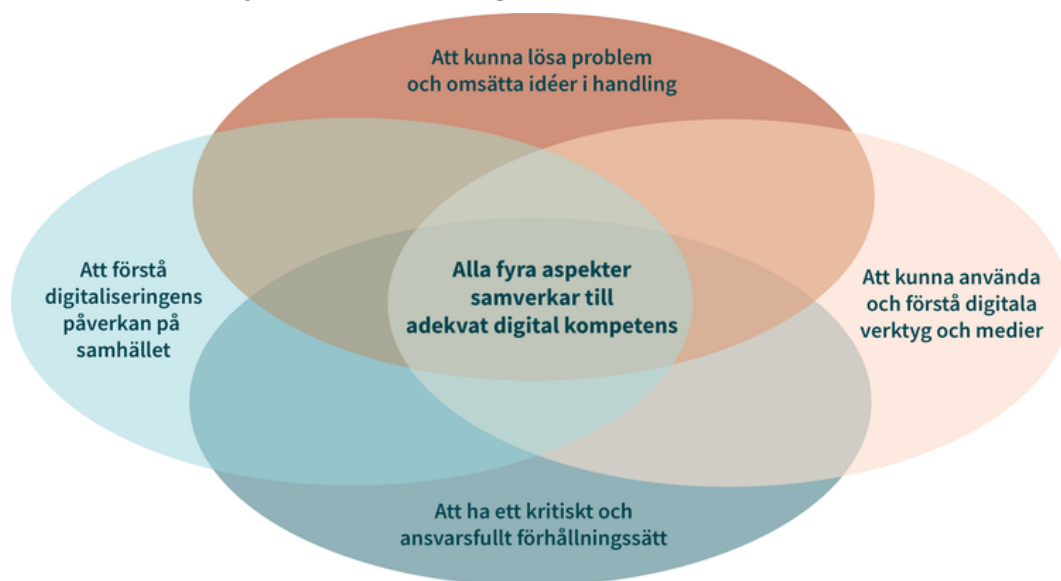 Att kunna lösa problem
och omsätta idéer i handling
Att förstå
digitaliseringens
påverkan på
samhället
Alla fyra aspekter
samverkar till
adekvat digital kompetens
Att kunna använda
och förstå digitala
verktyg och medier
Att ha ett kritiskt och
ansvarsfullt förhållningssätt